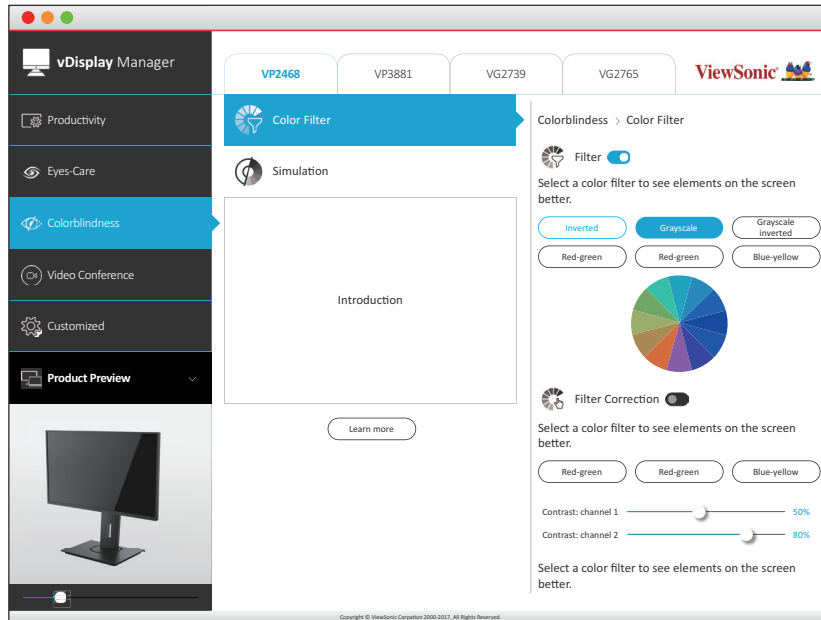 vDisplay Manager
VP2468
VP3881
VG2739
VG2765
ViewSonic
Productivity
Eyes-Care
Colorblindness
Video Conference
Customized
Product Preview
Color Filter
Simulation
Introduction
Learn more
Colorblindess > Color Filter
Filter
Select a color filter to see elements on the screen
better.
Inverted
Grayscale
Grayscale
inverted
Red-green
Red-green
Blue-yellow
Filter Correction
Select a color filter to see elements on the screen
better.
Red-green
Red-green
Blue-yellow
Contrast: channel 1
50%
Contrast: channel 2
80%
Select a color filter to see elements on the screen
better.
Copyright © ViewSonic Corpation 2000-2017. All Rights Reserved.